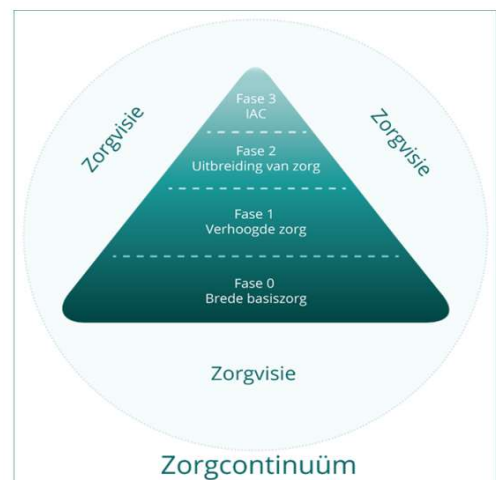 Fase 3
IAC
Zorgvisie
Zorgvisie
Fase 2
Uitbreiding van zorg
Fase 1
Verhoogde zorg
Fase 0
Brede basiszorg
Zorgvisie
Zorgcontinuüm